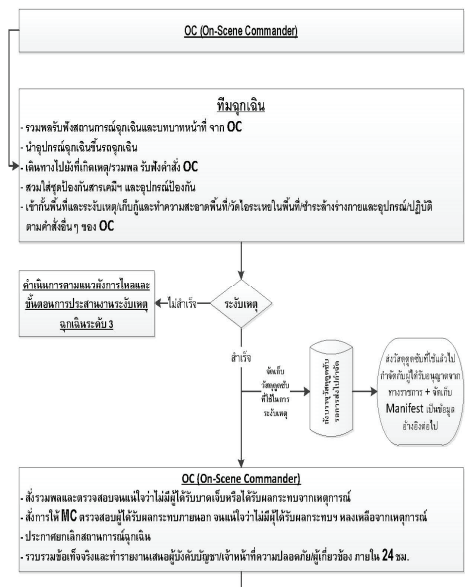 OC (On-Scene Commander)
ทีมฉุกเฉิน
- รวมพลรับฟังสถานการณ์ฉุกเฉินและบทบาทหน้าที่ จาก OC
- นำอุปกรณ์ฉุกเฉินขึ้นรถฉุกเฉิน
- เดินทางไปยังที่เกิดเหตุ/รวมพล รับฟังคำสั่ง OC
- สวมใส่ชุดป้องกันสารเคมีฯ และอุปกรณ์ป้องกัน
- เข้ากั้นพื้นที่และระงับเหตุ/เก็บกู้และทำความสะอาดพื้นที่/วัดไอระเหยในพื้นที่/ชำระล้างร่างกายและอุปกรณ์/ปฏิบัติ
ตามคำสั่งอื่น ๆ ของ OC
ดำเนินการตามแนวผังการไหลและ
ขั้นตอนการประสานงานระงับเหตุ
ฉุกเฉินระดับ 3
ไม่สำเร็จ
ระงับเหตุ
สำเร็จ
จัดเก็บ
วัสดุดูดซับ
ที่ใช้ในการ
ระงับเหตุ
รอการส่งไปกำจัด
ส่งวัสดุดูดซับที่ใช้แล้วไป
กำจัดกับผู้ได้รับอนุญาตจาก
ทางราชการ + จัดเก็บ
Manifest เป็นข้อมูล
อ้างอิงต่อไป
OC (On-Scene Commander)
- สั่งรวมพลและตรวจสอบจนแน่ใจว่าไม่มีผู้ได้รับบาดเจ็บหรือได้รับผลกระทบจากเหตุการณ์
- สั่งการให้ MC ตรวจสอบผู้ได้รับผลกระทบภายนอก จนแน่ใจว่าไม่มีผู้ได้รับผลกระทบฯ หลงเหลือจากเหตุการณ์
- ประกาศยกเลิกสถานการณ์ฉุกเฉิน
- รวบรวมข้อเท็จจริงและทำรายงานเสนอผู้บังคับบัญชา/เจ้าหน้าที่ความปลอดภัย/ผู้เกี่ยวข้อง ภายใน 24 ชม.